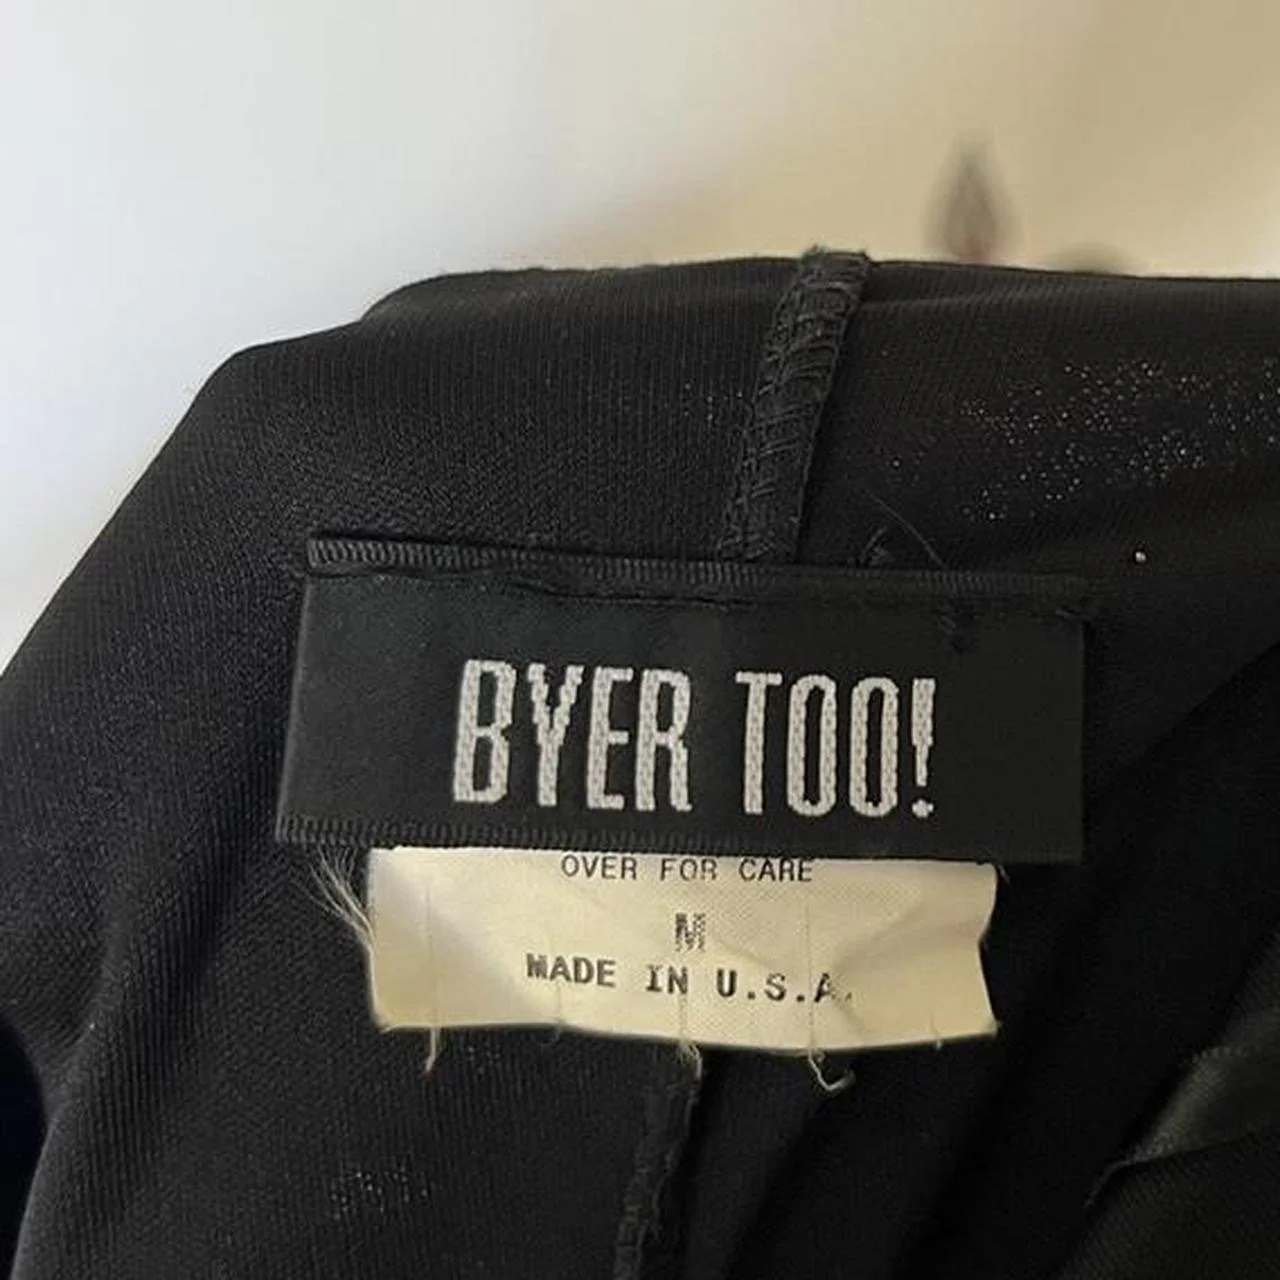 BYER TOO!
OVER FOR CARE
M
MADE IN U.S.A.